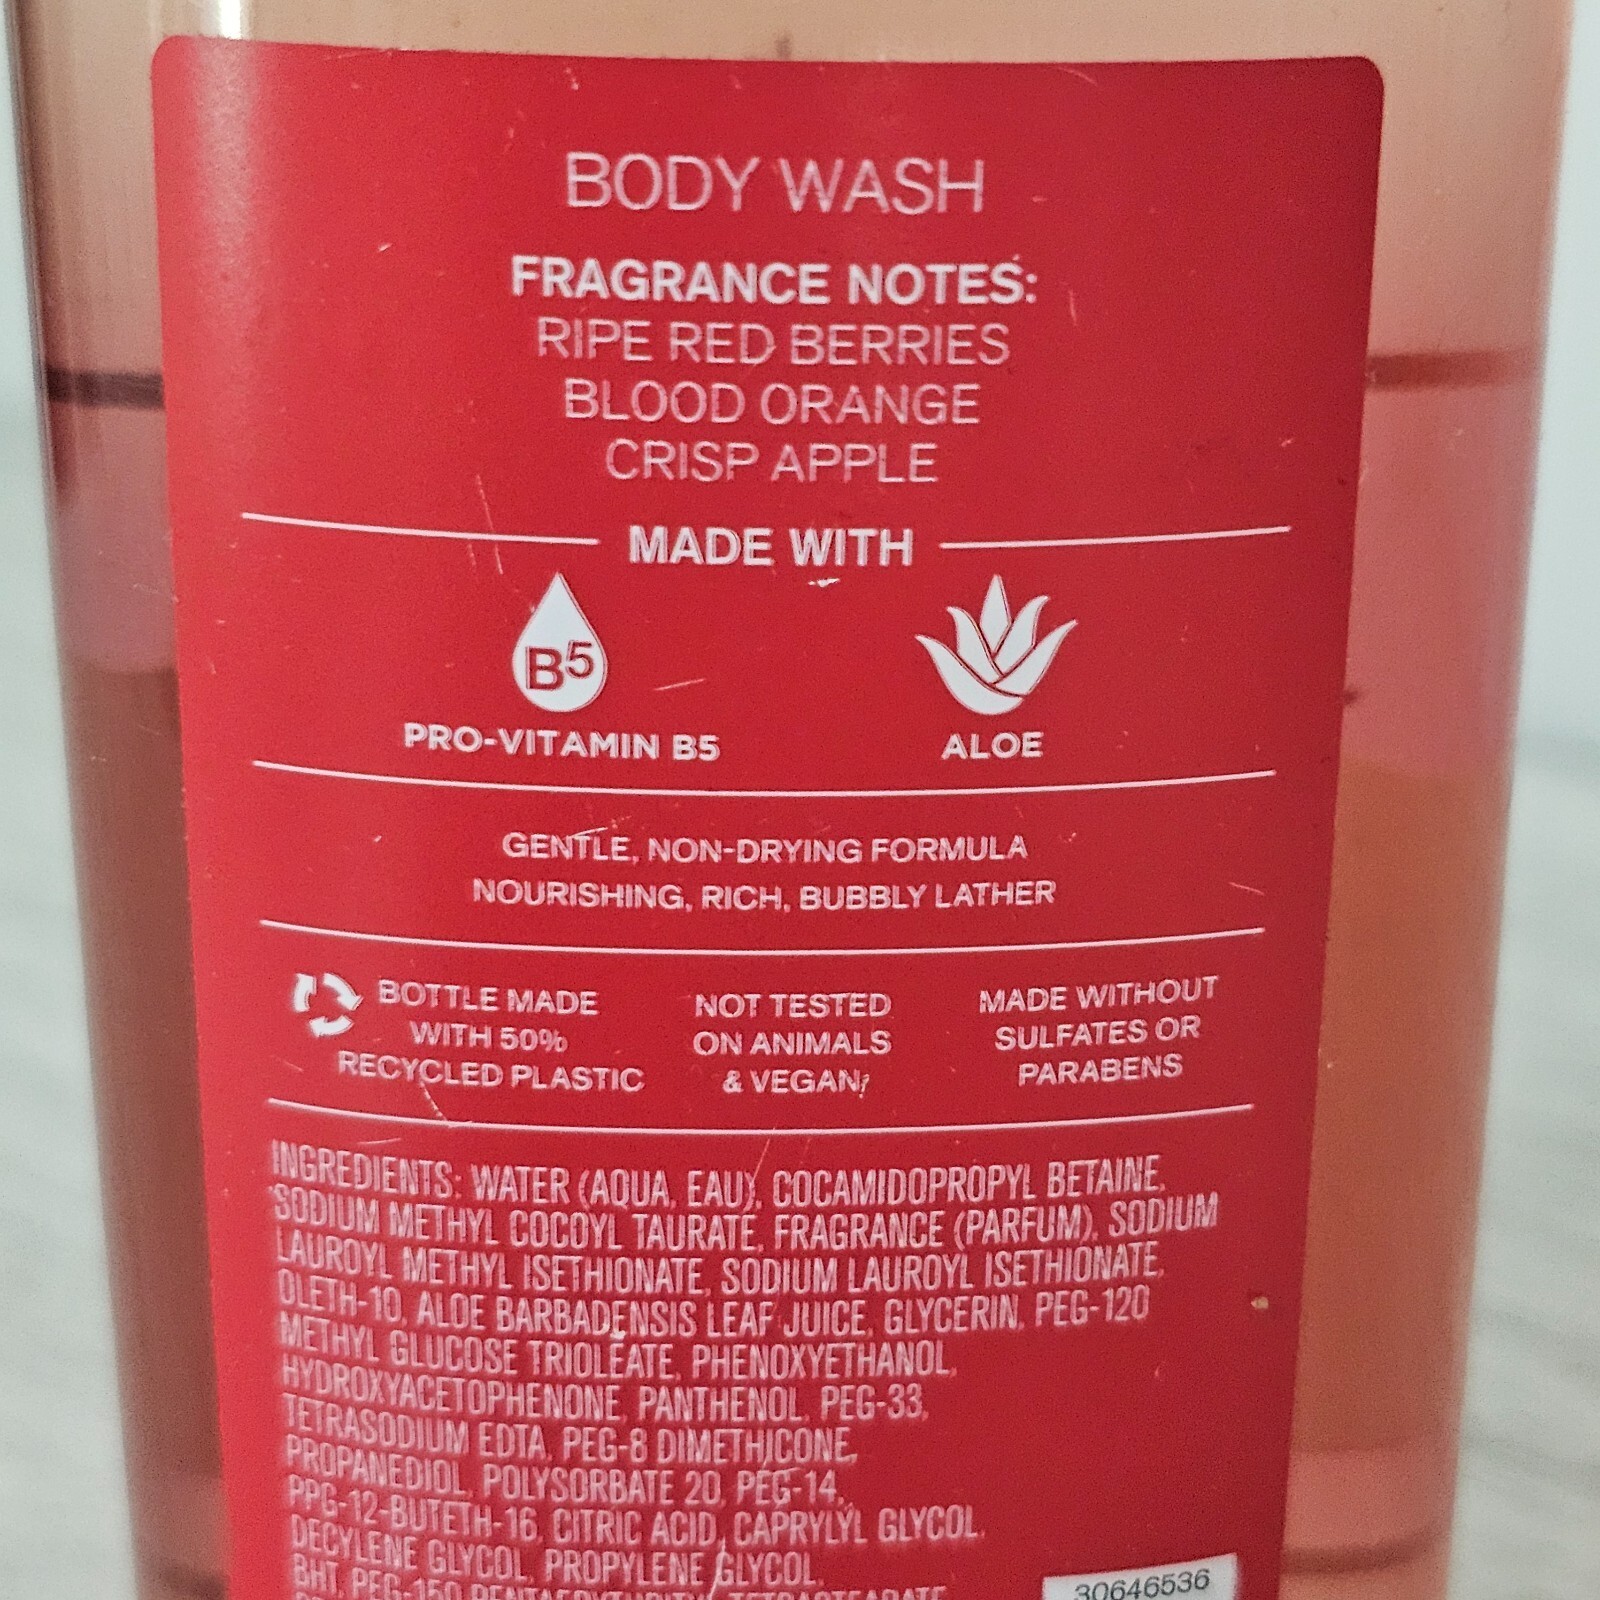 BODY WASH
FRAGRANCE NOTES:
RIPE RED BERRIES
BLOOD ORANGE
CRISP APPLE
MADE WITH
B5
PRO-VITAMIN B5
ALOE
GENTLE, NON-DRYING FORMULA
NOURISHING, RICH, BUBBLY LATHER
BOTTLE MADE
WITH 50%
RECYCLED PLASTIC
NOT TESTED
ON ANIMALS
& VEGAN
MADE WITHOUT
SULFATES OR
PARABENS
INGREDIENTS: WATER (AQUA, EAU), COCAMIDOPROPYL BETAINE,
SODIUM METHYL COCOYL TAURATE, FRAGRANCE (PARFUM), SODIUM
LAUROYL METHYL ISETHIONATE, SODIUM LAUROYL ISETHIONATE,
OLETH-10, ALOE BARBADENSIS LEAF JUICE, GLYCERIN, PEG-120
METHYL GLUCOSE TRIOLEATE, PHENOXYETHANOL,
HYDROXYACETOPHENONE, PANTHENOL, PEG-33,
TETRASODIUM EDTA, PEG-8 DIMETHICONE,
PROPANEDIOL, POLYSORBATE 20, PEG-14,
PPG-12-BUTETH-16, CITRIC ACID, CAPRYLYL GLYCOL,
DECYLENE GLYCOL, PROPYLENE GLYCOL,
BHT, PEG-150 PENTAERYTHRITYL TETRASTEARATE,
30646536